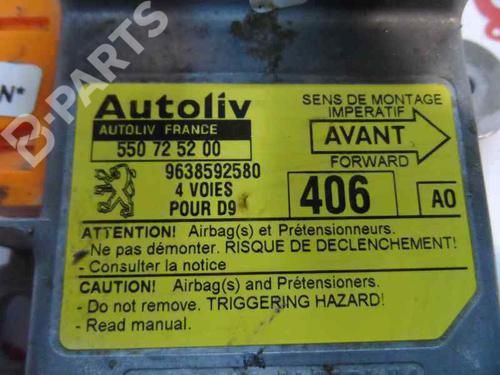 N*
B-PARTS
Autoliv
AUTOLIV FRANCE
550 72 52 00
9638592580
4 VOIES
POUR D9
SENS DE MONTAGE
IMPERATIF
AVANT
FORWARD
406
A0
ATTENTION! Airbag(s) et Prétensionneurs.
- Ne pas démonter. RISQUE DE DECLENCHEMENT!
- Consulter la notice
CAUTION! Airbag(s) and Prétensioners.
- Do not remove. TRIGGERING HAZARD!
- Read manual.